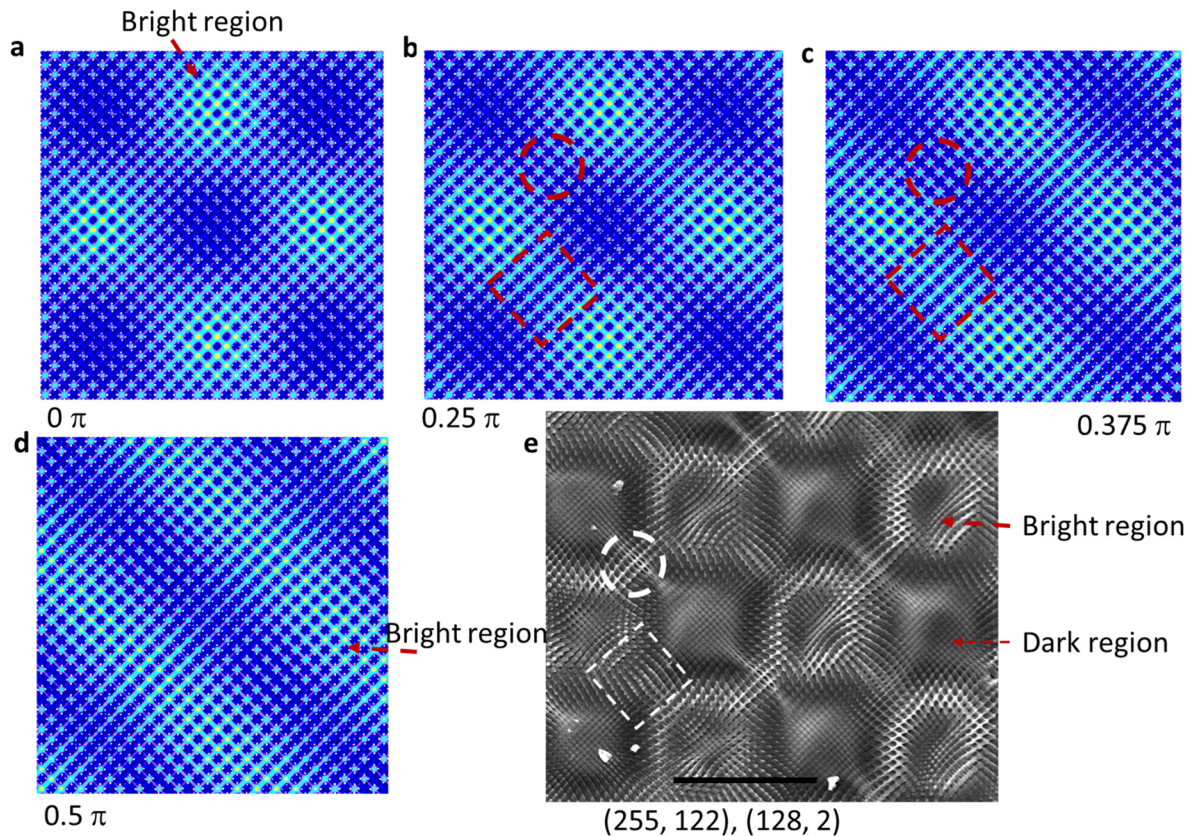 Bright region
a
b
c
0 π
0.25 π
0.375 π
d
e
Bright region
Bright region
Dark region
0.5 π
(255, 122), (128, 2)